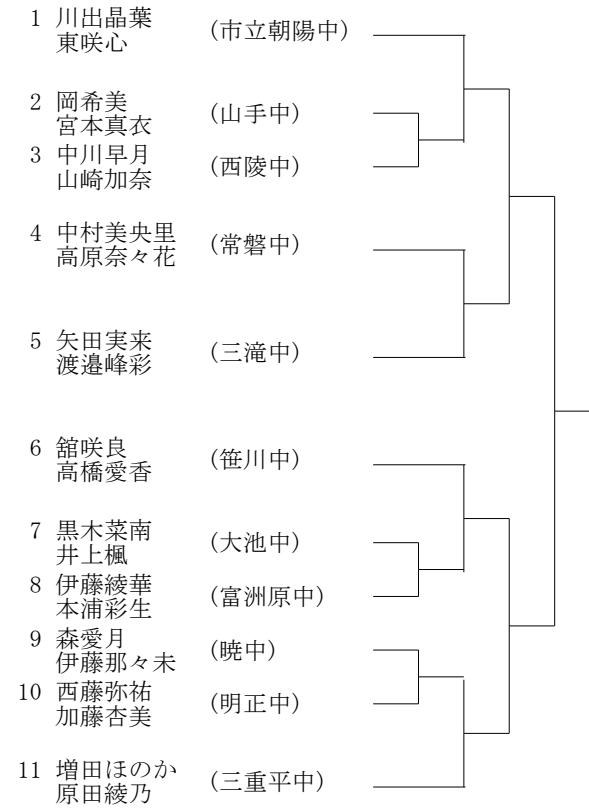 1 川出晶葉 (市立朝陽中)
東咲心
2 岡希美 (山手中)
宮本真衣
3 中川早月 (西陵中)
山崎加奈
4 中村美央里 (常磐中)
高原奈々花
5 矢田実来 (三滝中)
渡邉峰彩
6 舘咲良 (笹川中)
高橋愛香
7 黒木菜南 (大池中)
井上楓
8 伊藤綾華 (富洲原中)
本浦彩生
9 森愛月 (暁中)
伊藤那々未
10 西藤弥祐 (明正中)
加藤杏美
11 増田ほのか (三重平中)
原田綾乃